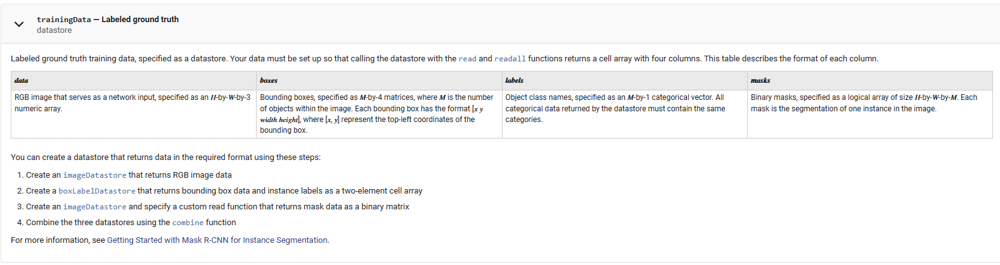 trainingData — Labeled ground truth
datastore
Labeled ground truth training data, specified as a datastore. Your data must be set up so that calling the datastore with the read and readall functions returns a cell array with four columns. This table describes the format of each column.
data boxes labels masks
RGB image that serves as a network input, specified as an H-by-W-by-3
numeric array.
Bounding boxes, specified as M-by-4 matrices, where M is the number
of objects within the image. Each bounding box has the format [x y
width height], where [x, y] represent the top-left coordinates of the
bounding box.
Object class names, specified as an M-by-1 categorical vector. All
categorical data returned by the datastore must contain the same
categories.
Binary masks, specified as a logical array of size H-by-W-by-M. Each
mask is the segmentation of one instance in the image.
You can create a datastore that returns data in the required format using these steps:
1. Create an imageDatastore that returns RGB image data
2. Create a boxLabelDatastore that returns bounding box data and instance labels as a two-element cell array
3. Create an imageDatastore and specify a custom read function that returns mask data as a binary matrix
4. Combine the three datastores using the combine function
For more information, see Getting Started with Mask R-CNN for Instance Segmentation.